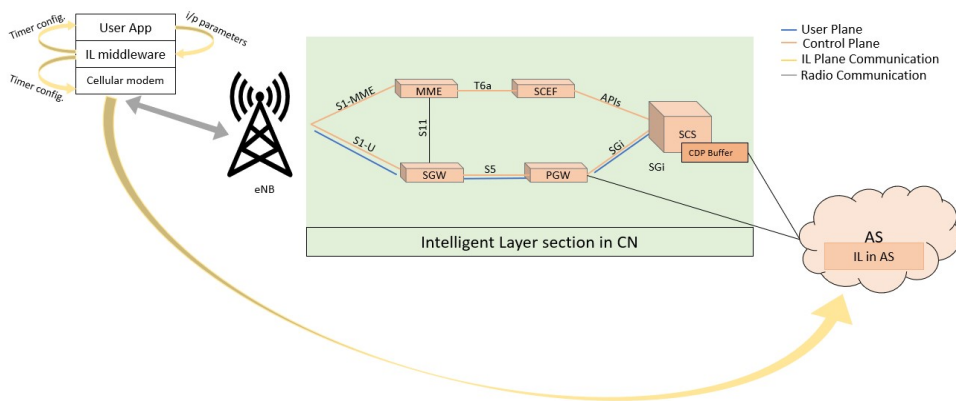 Timer config.
User App
i/p parameters
IL middleware
Timer config.
Cellular modem
eNB
S1-MME
MME
T6a
SCEF
APIs
S11
S1-U
SGW
S5
PGW
SGi
SCS
CDP Buffer
SGi
Intelligent Layer section in CN
User Plane
Control Plane
IL Plane Communication
Radio Communication
AS
IL in AS